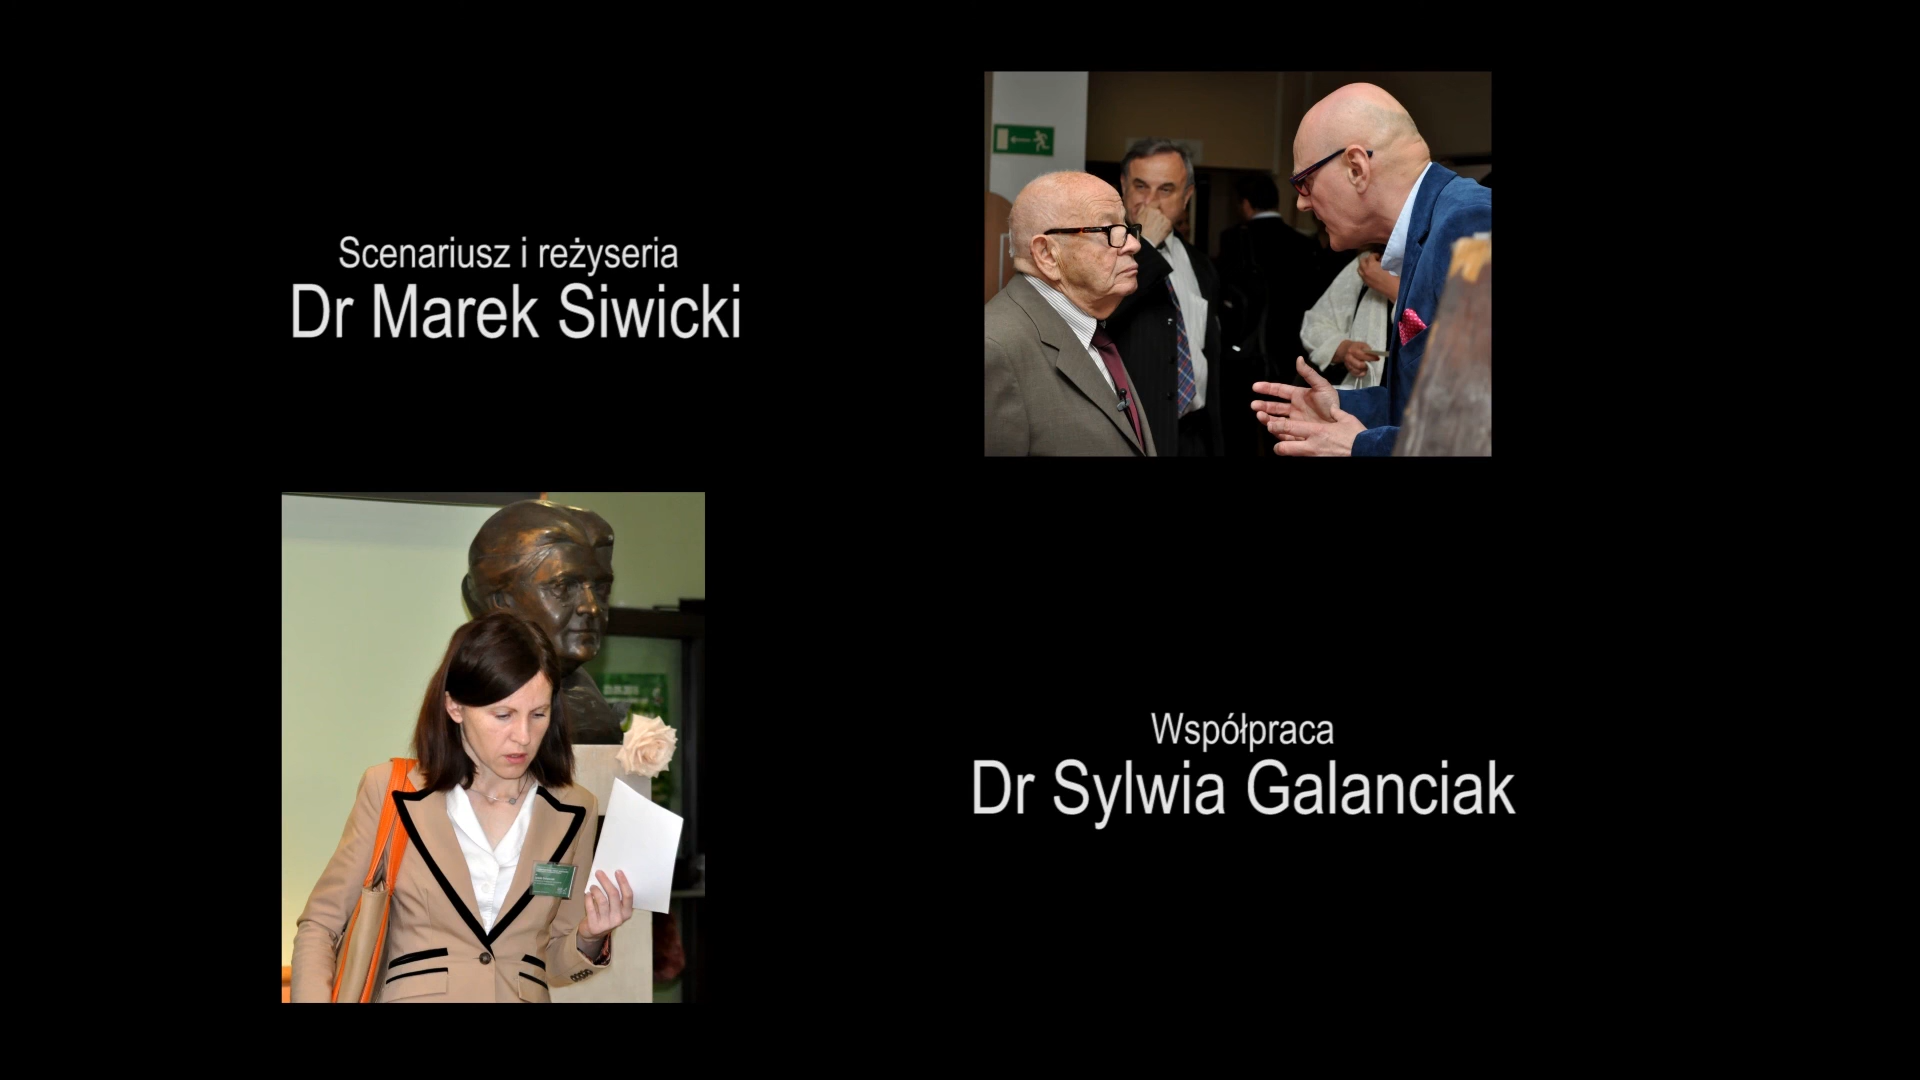 Scenariusz i reżyseria
Dr Marek Siwicki
Współpraca
Dr Sylwia Galanciak